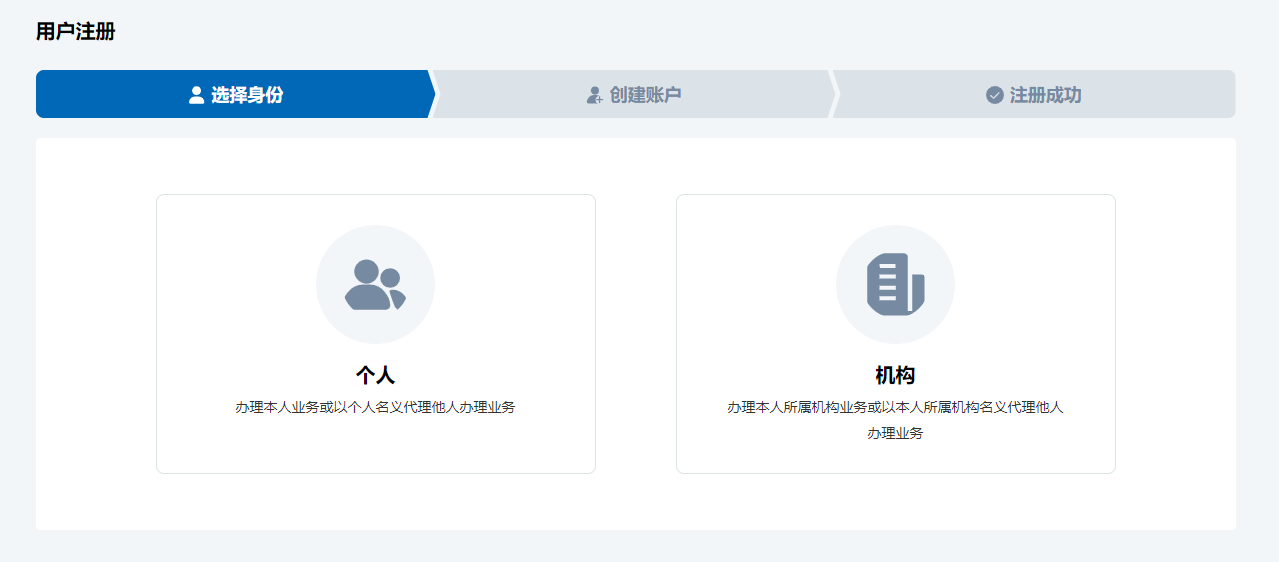 用户注册
选择身份
创建账户
注册成功
个人
办理本人业务或以个人名义代理他人办理业务
机构
办理本人所属机构业务或以本人所属机构名义代理他人
办理业务